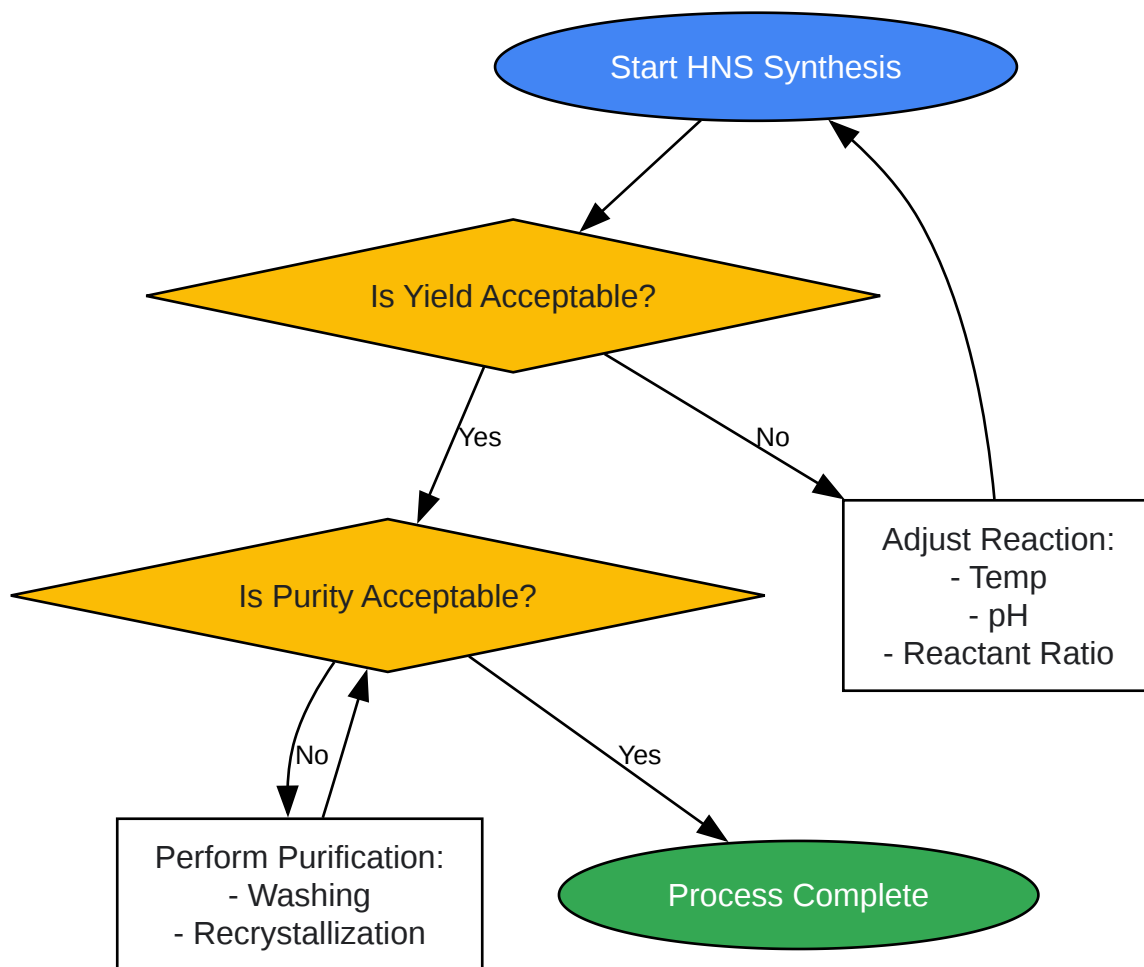 Start HNS Synthesis
Is Yield Acceptable?
Yes
No
Adjust Reaction:
- Temp
- pH
- Reactant Ratio
Is Purity Acceptable?
No
Yes
Perform Purification:
- Washing
- Recrystallization
Process Complete